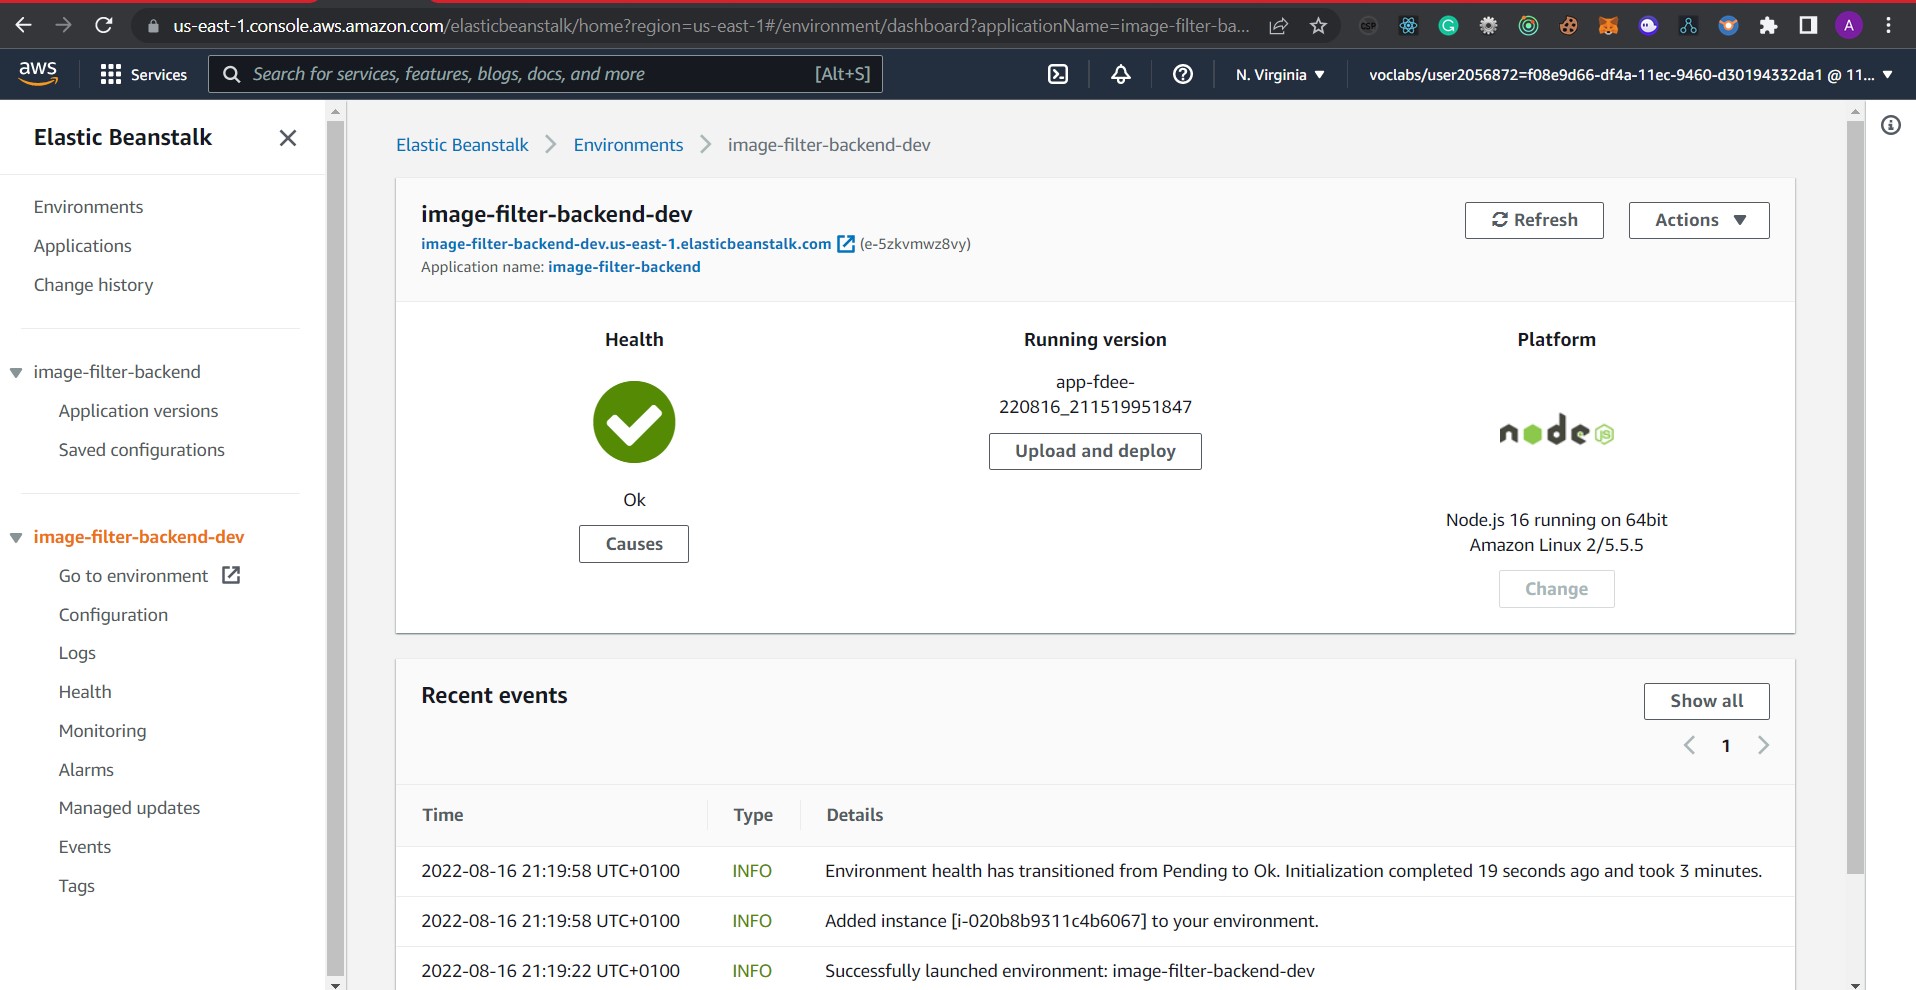 us-east-1.console.aws.amazon.com/elasticbeanstalk/home?region=us-east-1#/environment/dashboard?applicationName=image-filter-ba...
A
aws
Services
Search for services, features, blogs, docs, and more
[Alt+S]
N. Virginia
voclabs/user2056872=f08e9d66-df4a-11ec-9460-d30194332da1 @ 11...
Elastic Beanstalk
Environments
Applications
Change history
image-filter-backend
Application versions
Saved configurations
image-filter-backend-dev
Go to environment
Configuration
Logs
Health
Monitoring
Alarms
Managed updates
Events
Tags
Elastic Beanstalk
Environments
image-filter-backend-dev
image-filter-backend-dev
image-filter-backend-dev.us-east-1.elasticbeanstalk.com (e-5zkvmwz8vy)
Application name: image-filter-backend
Refresh
Actions
Health
Ok
Causes
Running version
app-fdee-
220816_211519951847
Upload and deploy
Platform
node JS
Node.js 16 running on 64bit
Amazon Linux 2/5.5.5
Change
Recent events
Show all
1
Time Type Details
2022-08-16 21:19:58 UTC+0100 INFO Environment health has transitioned from Pending to Ok. Initialization completed 19 seconds ago and took 3 minutes.
2022-08-16 21:19:58 UTC+0100 INFO Added instance [i-020b8b9311c4b6067] to your environment.
2022-08-16 21:19:22 UTC+0100 INFO Successfully launched environment: image-filter-backend-dev